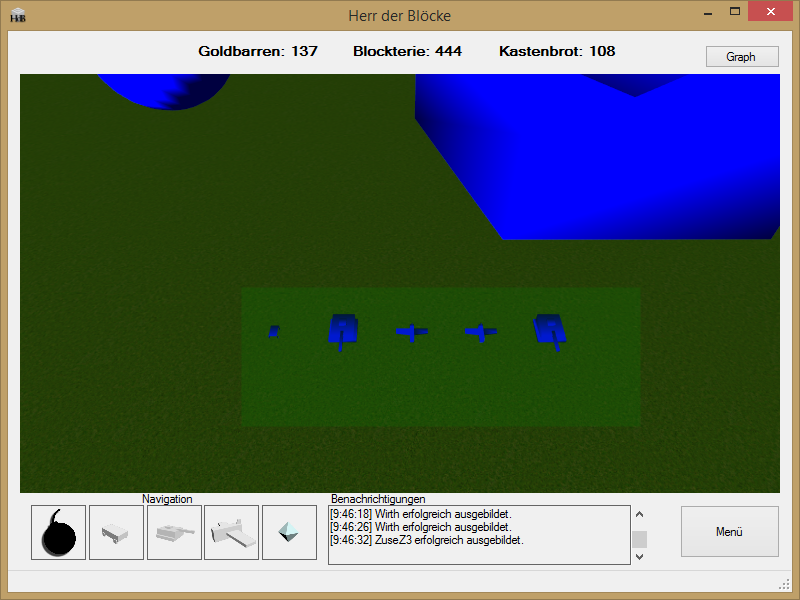 HdB
Herr der Blöcke
Goldbarren: 137 Blockterie: 444 Kastenbrot: 108
Graph
Navigation
Benachrichtigungen
[9:46:18] Wirth erfolgreich ausgebildet.
[9:46:26] Wirth erfolgreich ausgebildet.
[9:46:32] ZuseZ3 erfolgreich ausgebildet.
Menü